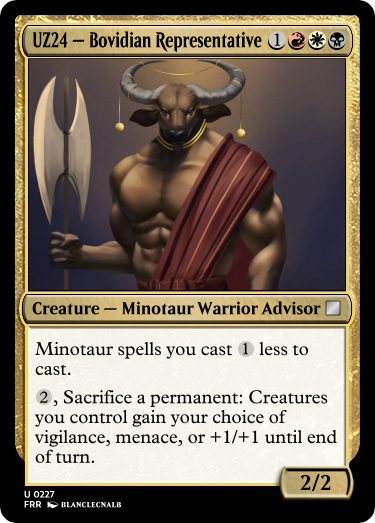 UZ24 — Bovidian Representative 1
Creature — Minotaur Warrior Advisor
Minotaur spells you cast 1 less to
cast.
2, Sacrifice a permanent: Creatures
you control gain your choice of
vigilance, menace, or +1/+1 until end
of turn.
2/2
U 0227
FRR BLANCLECNALB